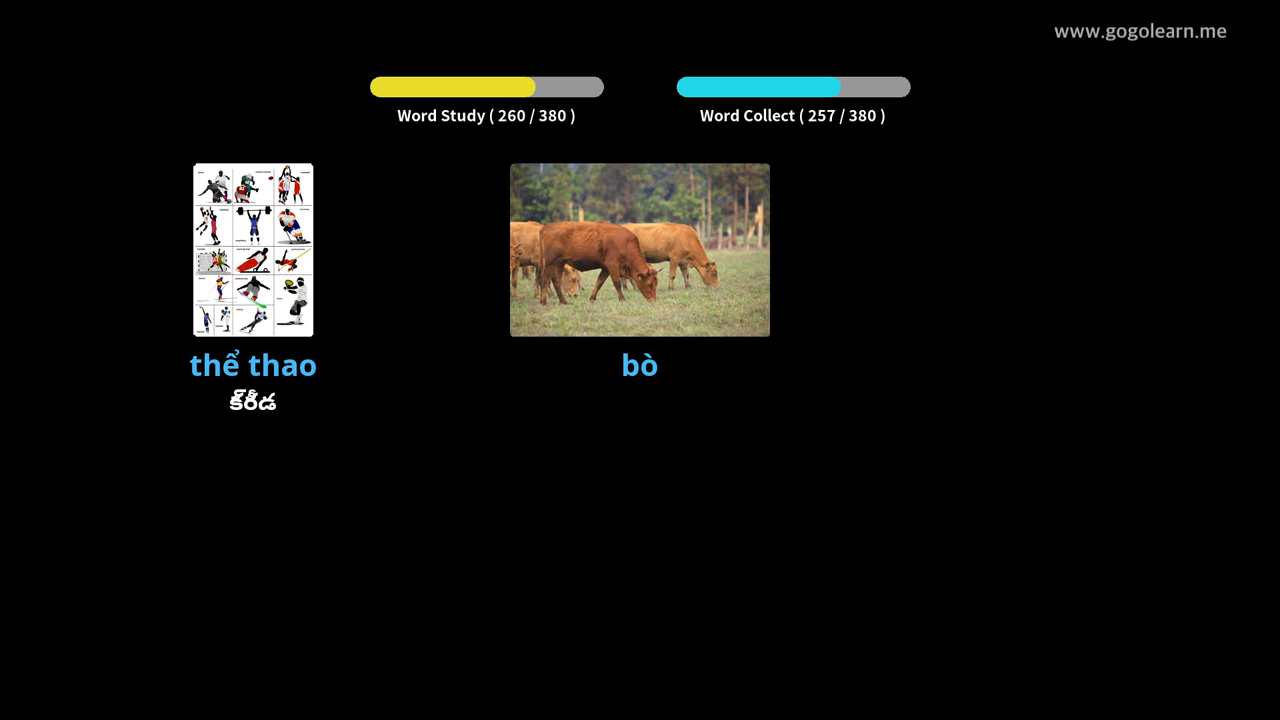 www.gogolearn.me
Word Study ( 260 / 380 )
Word Collect ( 257 / 380 )
thể thao
క్రీడ
bò